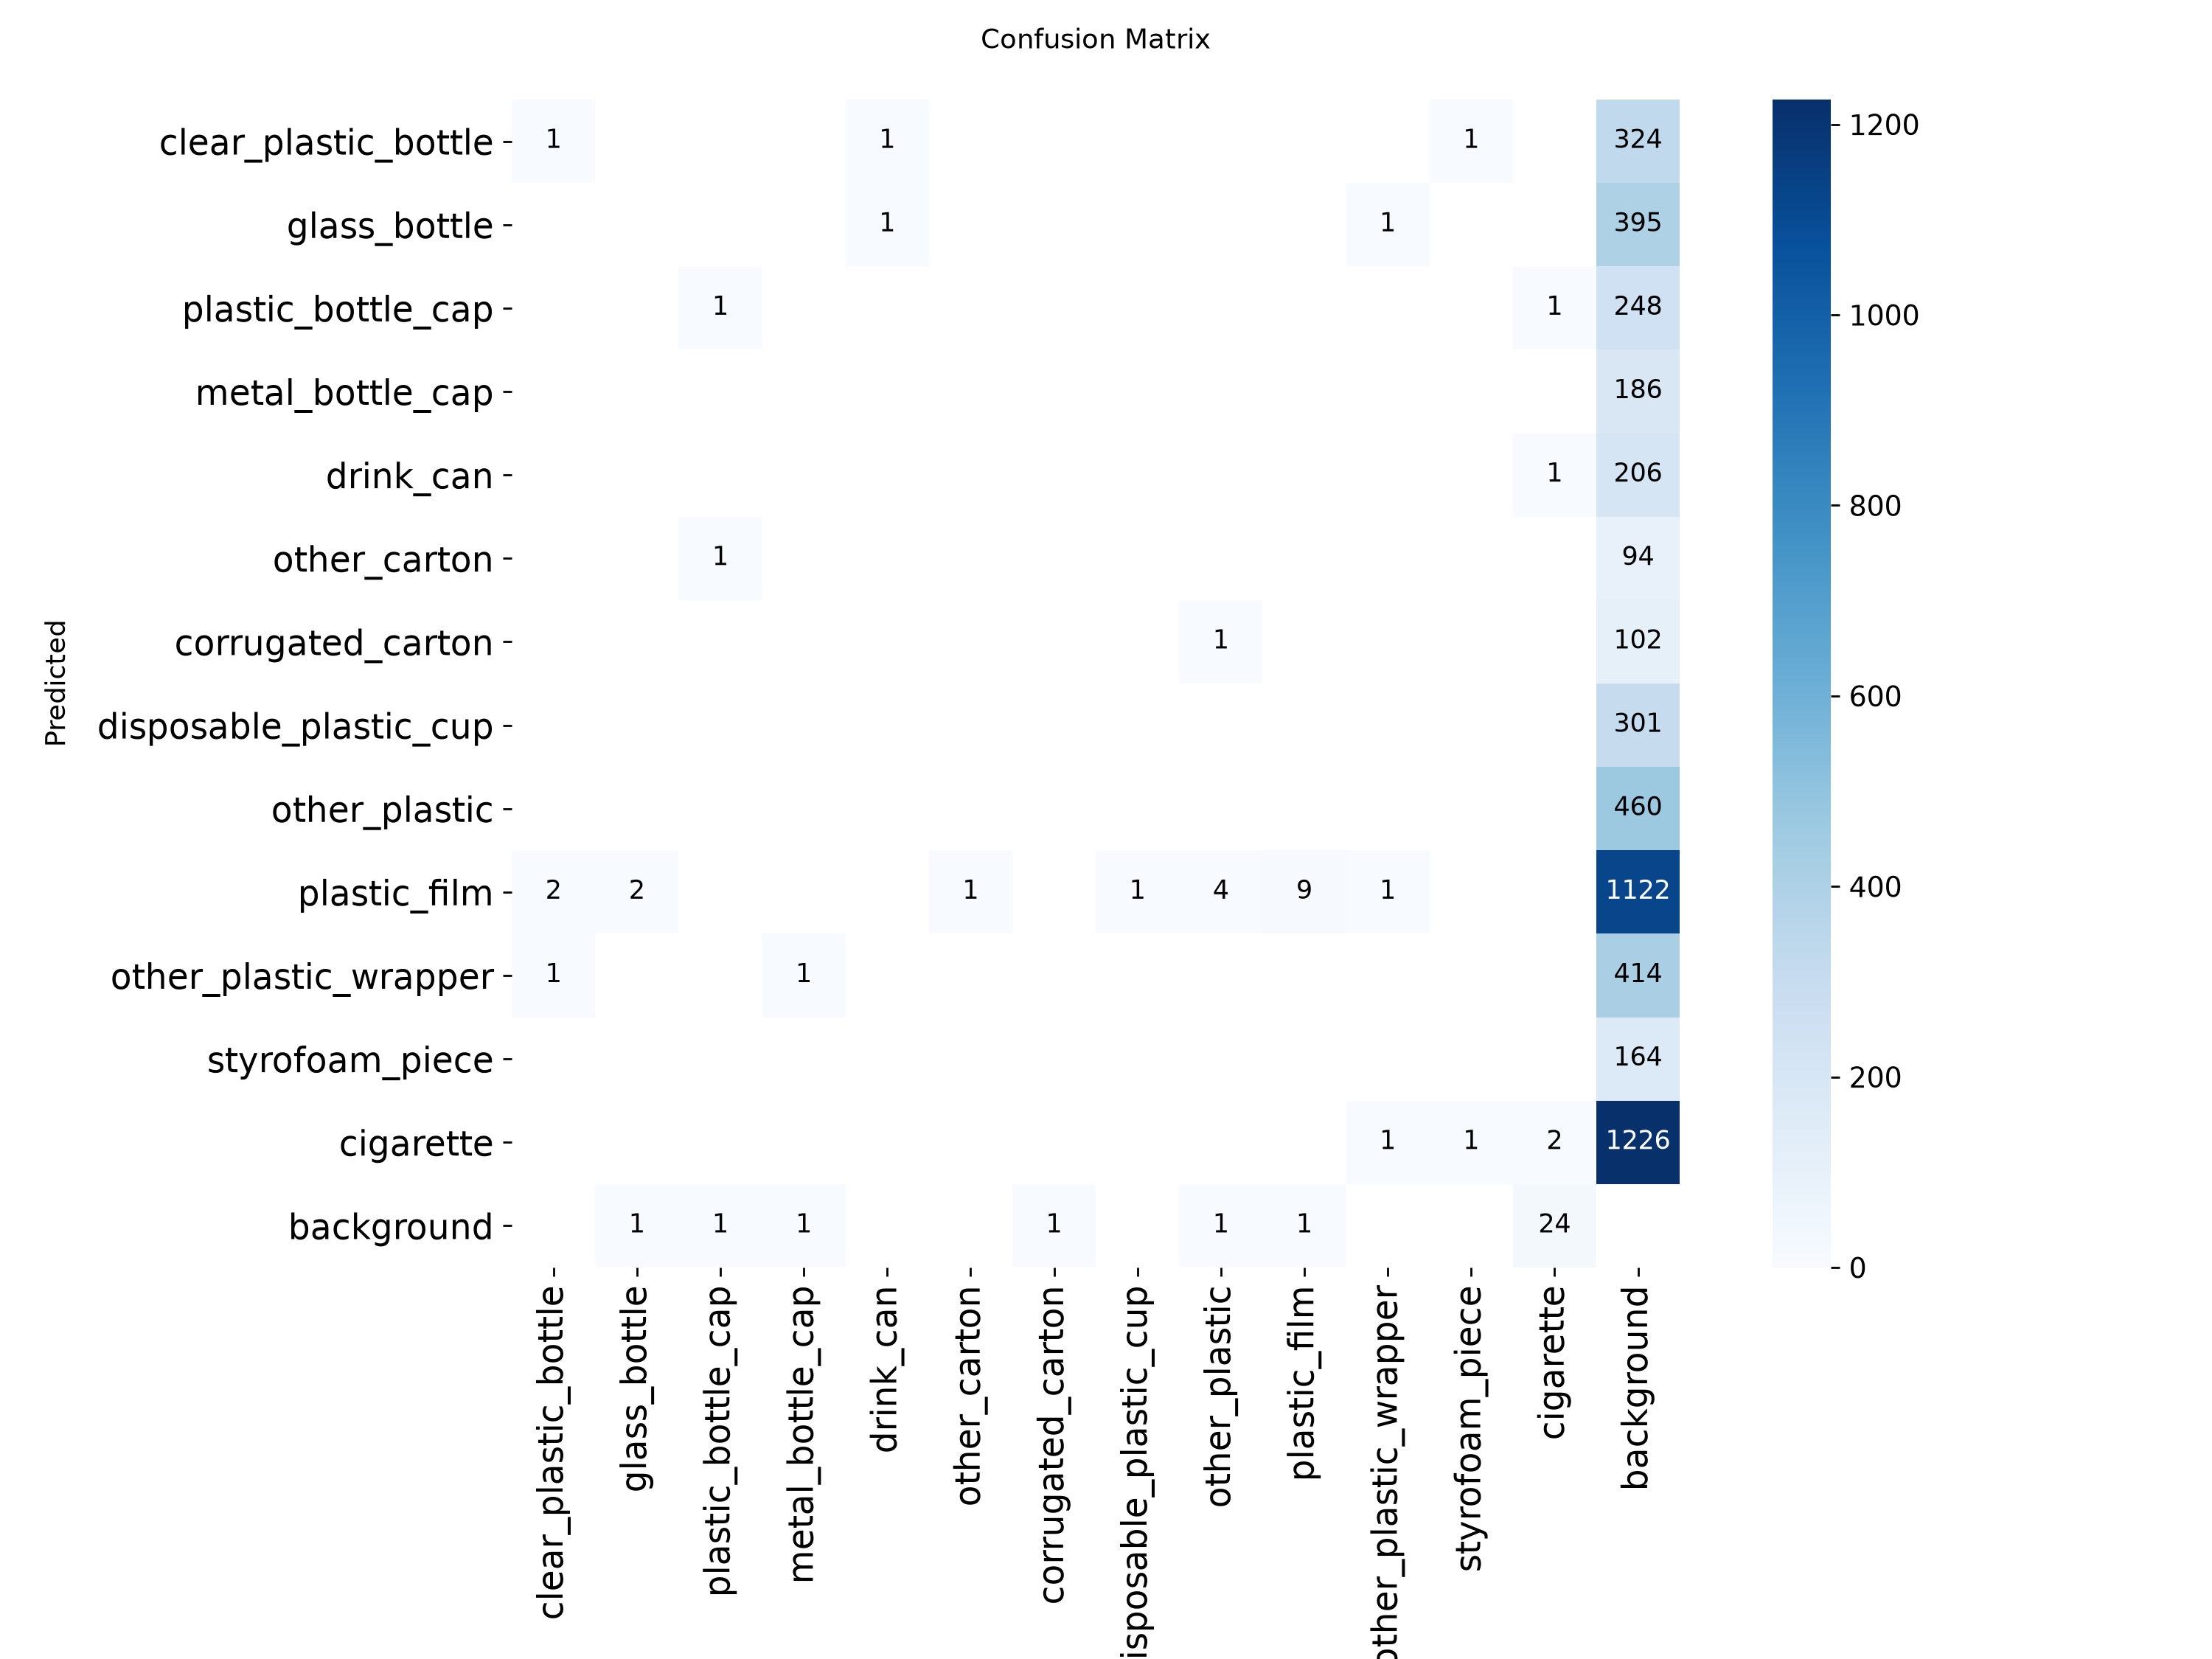 Confusion Matrix
clear_plastic_bottle 1 1 1 324
glass_bottle 1 1 395
plastic_bottle_cap 1 1 248
metal_bottle_cap 186
drink_can 1 206
other_carton 1 94
corrugated_carton 1 102
disposable_plastic_cup 301
other_plastic 460
plastic_film 2 2 1 1 4 9 1 1122
other_plastic_wrapper 1 1 414
styrofoam_piece 164
cigarette 1 1 2 1226
background 1 1 1 1 1 1 24
Predicted
clear_plastic_bottle
glass_bottle
plastic_bottle_cap
metal_bottle_cap
drink_can
other_carton
corrugated_carton
isposable_plastic_cup
other_plastic
plastic_film
other_plastic_wrapper
styrofoam_piece
cigarette
background
1200
1000
800
600
400
200
0